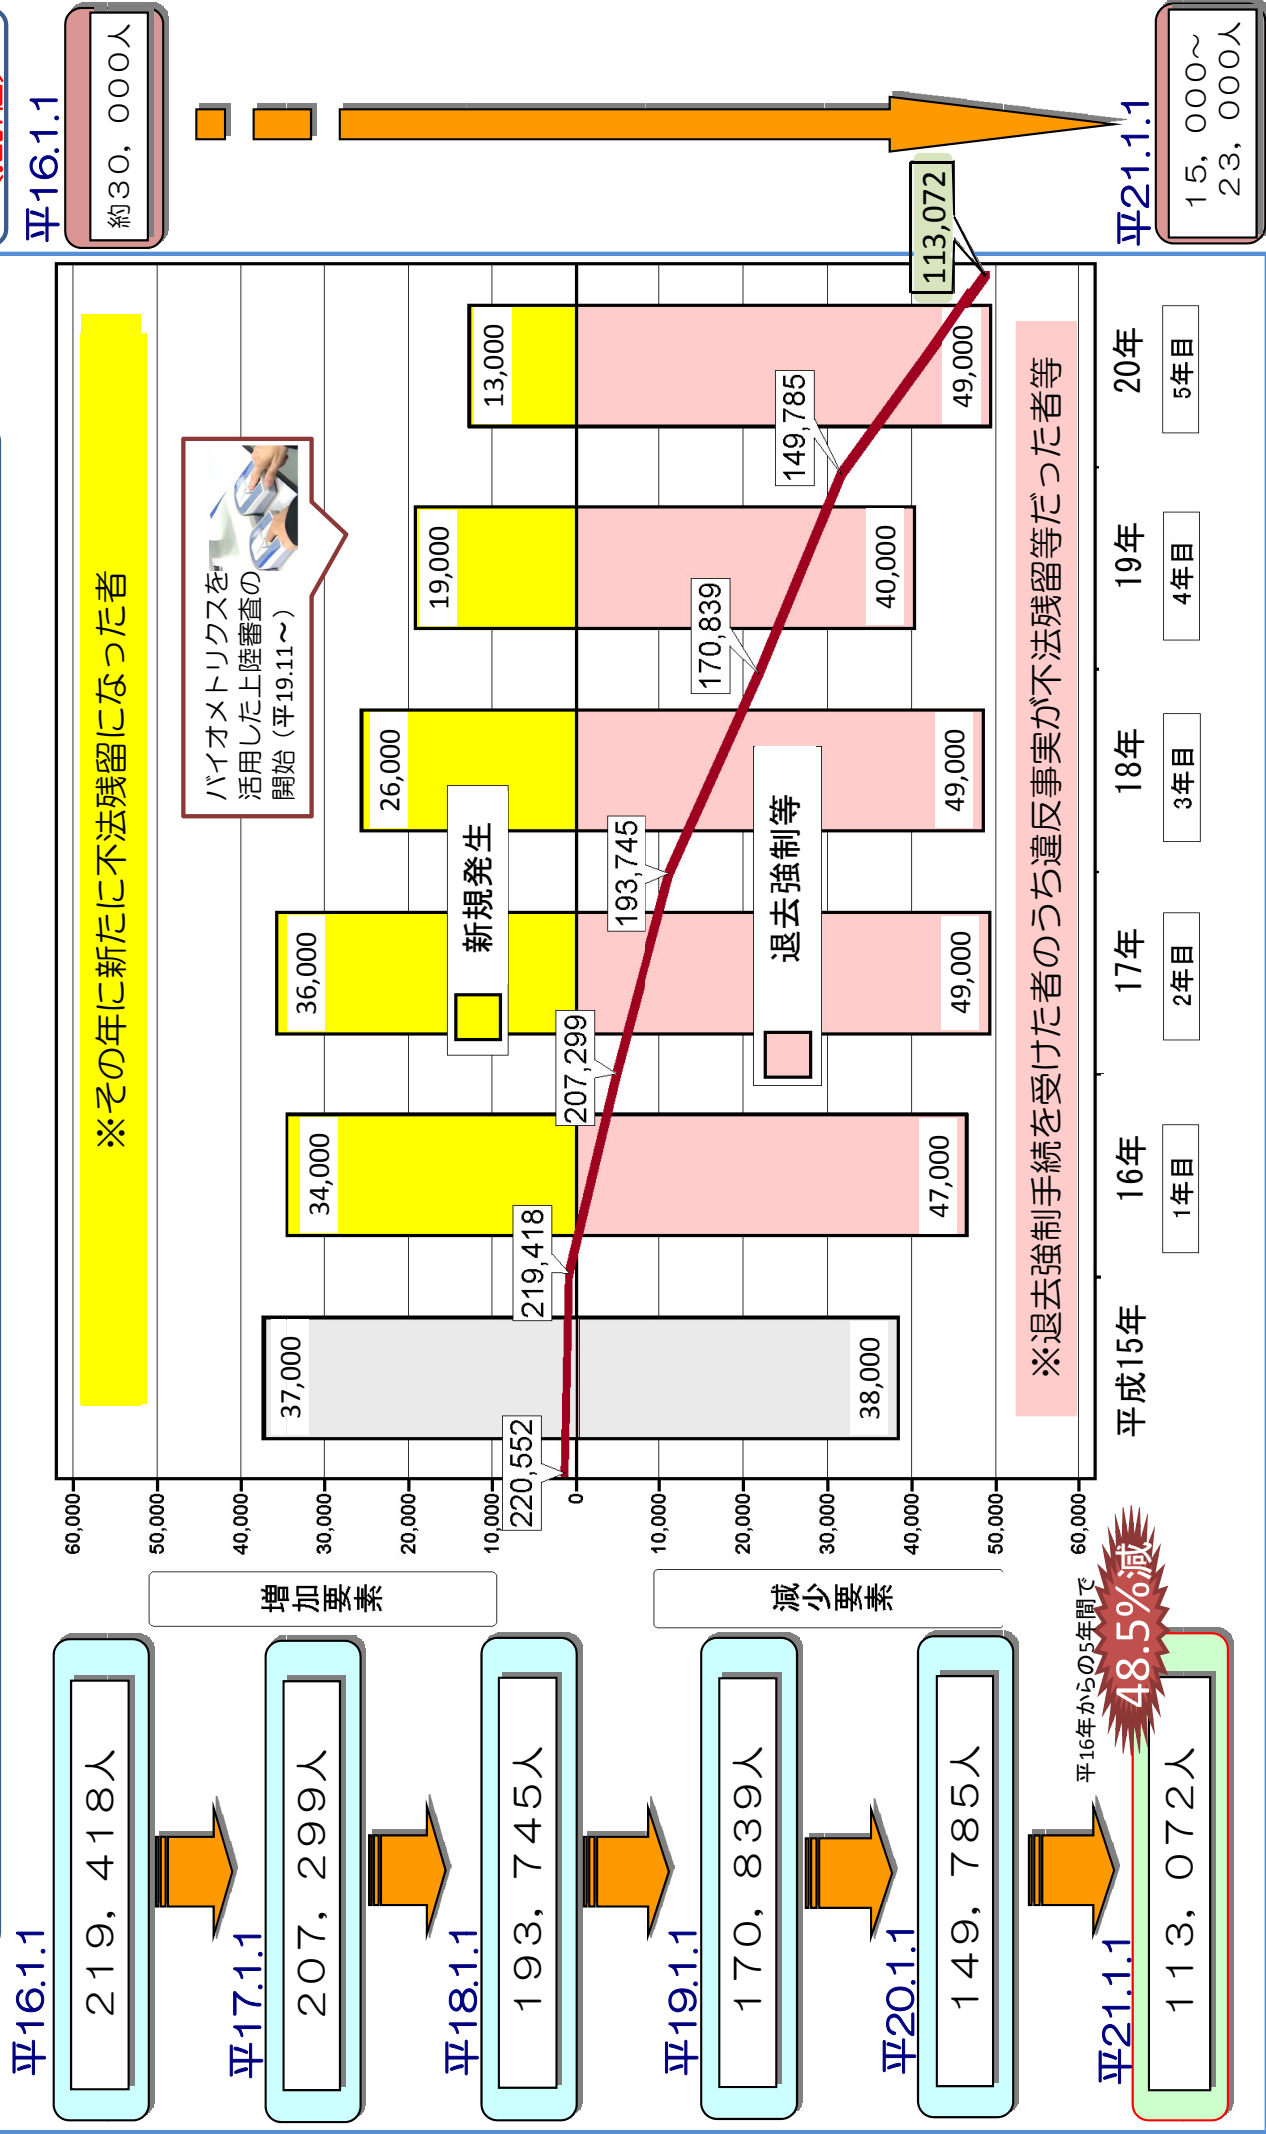 平16.1.1
２１９，４１８人
平17.1.1
２０７，２９９人
平18.1.1
１９３，７４５人
平19.1.1
１７０，８３９人
平20.1.1
１４９，７８５人
平16年からの5年間で
48.5%減
平21.1.1
１１３，０７２人
増加要素
減少要素
60,000
50,000
40,000
30,000
20,000
10,000
0
10,000
20,000
30,000
40,000
50,000
60,000
※その年に新たに不法残留になった者
バイオメトリクスを
活用した上陸審査の
開始（平19.11～）
37,000
34,000
36,000
26,000
19,000
13,000
新規発生
220,552
219,418
207,299
193,745
170,839
149,785
113,072
退去強制等
38,000
47,000
49,000
49,000
40,000
49,000
※退去強制手続を受けた者のうち違反事実が不法残留等だった者等
平成15年
16年
17年
18年
19年
20年
1年目
2年目
3年目
4年目
5年目
平16.1.1
約３０，０００人
平21.1.1
１５，０００～
２３，０００人